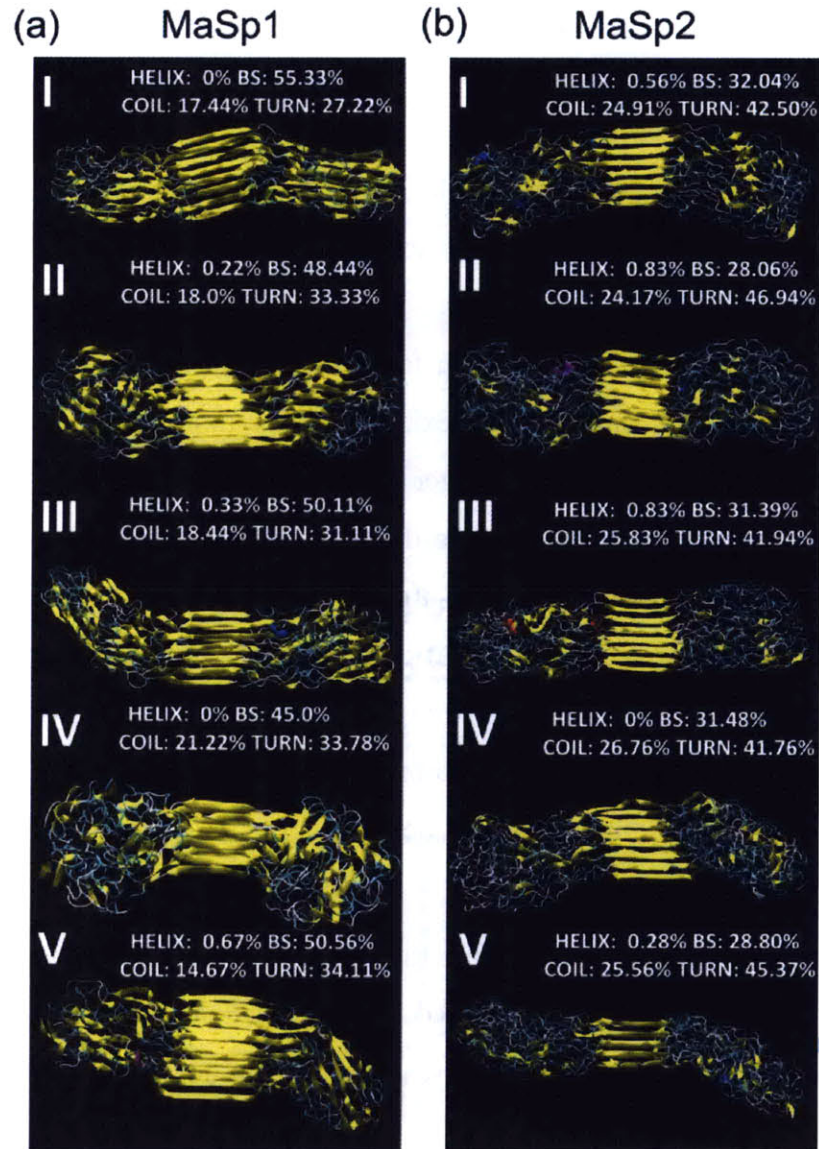 (a) MaSp1
I
HELIX: 0% BS: 55.33%
COIL: 17.44% TURN: 27.22%
II
HELIX: 0.22% BS: 48.44%
COIL: 18.0% TURN: 33.33%
III
HELIX: 0.33% BS: 50.11%
COIL: 18.44% TURN: 31.11%
IV
HELIX: 0% BS: 45.0%
COIL: 21.22% TURN: 33.78%
V
HELIX: 0.67% BS: 50.56%
COIL: 14.67% TURN: 34.11%
(b) MaSp2
I
HELIX: 0.56% BS: 32.04%
COIL: 24.91% TURN: 42.50%
II
HELIX: 0.83% BS: 28.06%
COIL: 24.17% TURN: 46.94%
III
HELIX: 0.83% BS: 31.39%
COIL: 25.83% TURN: 41.94%
IV
HELIX: 0% BS: 31.48%
COIL: 26.76% TURN: 41.76%
V
HELIX: 0.28% BS: 28.80%
COIL: 25.56% TURN: 45.37%